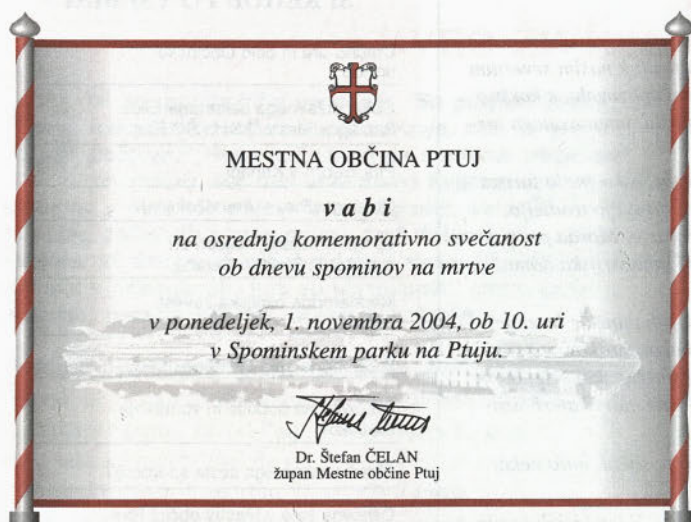 MESTNA OBČINA PTUJ
vabi
na osrednjo komemorativno svečanost
ob dnevu spominov na mrtve
v ponedeljek, 1. novembra 2004, ob 10. uri
v Spominskem parku na Ptuju.
Dr. Štefan ČELAN
župan Mestne občine Ptuj